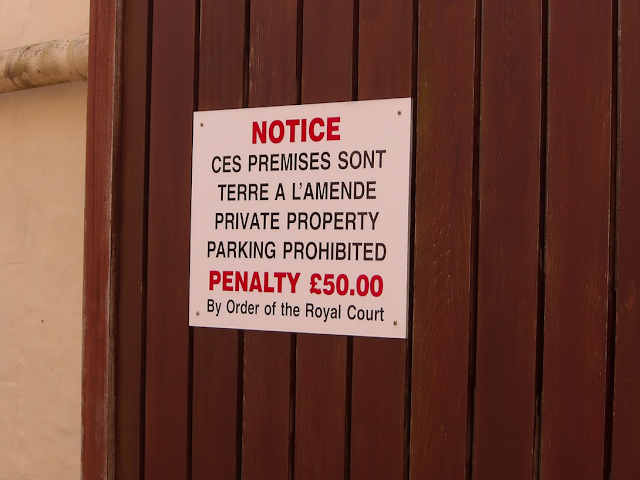 NOTICE
CES PREMISES SONT
TERRE A L'AMENDE
PRIVATE PROPERTY
PARKING PROHIBITED
PENALTY £50.00
By Order of the Royal Court